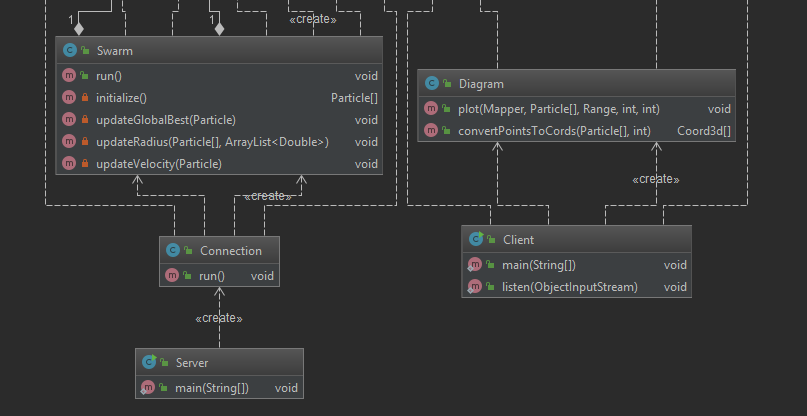 1
1
«create»
Swarm
run() void
initialize() Particle[]
updateGlobalBest(Particle) void
updateRadius(Particle[], ArrayList<Double>) void
updateVelocity(Particle) void
Diagram
plot(Mapper, Particle[], Range, int, int) void
convertPointsToCords(Particle[], int) Coord3d[]
«create»
«create»
Connection
run() void
Client
main(String[]) void
listen(ObjectInputStream) void
«create»
Server
main(String[]) void